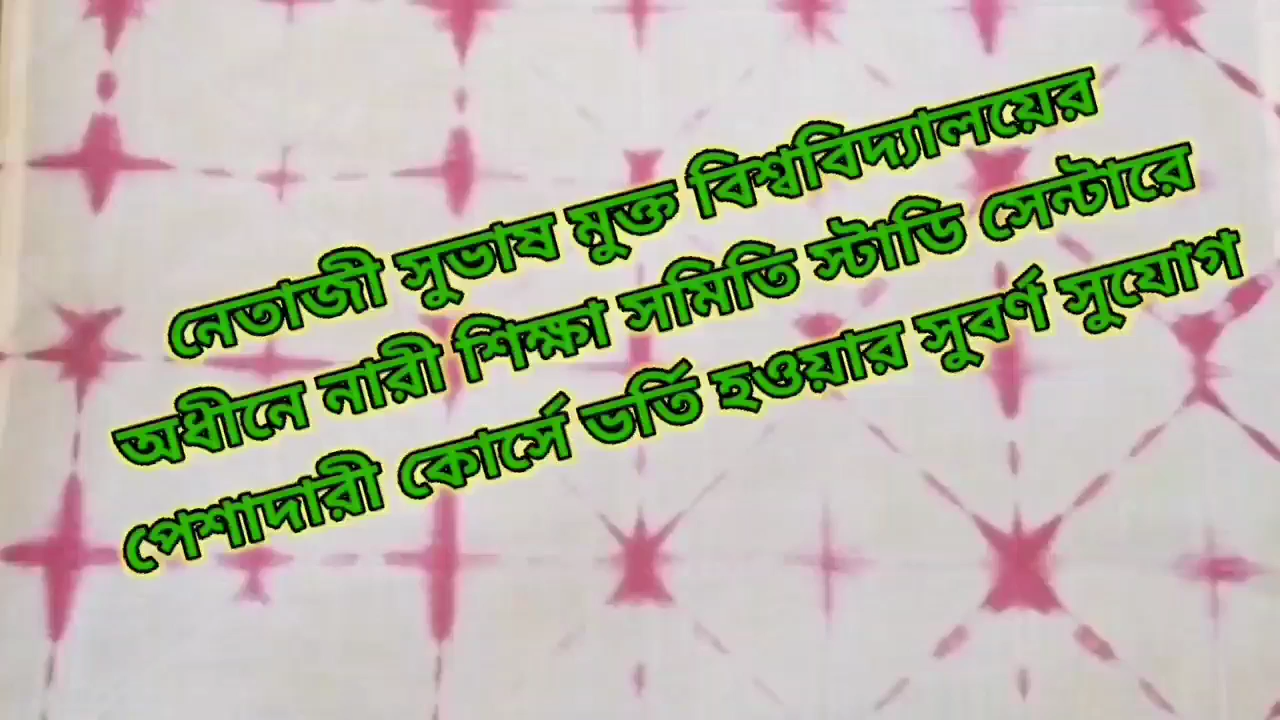 নেতাজী সুভাষ মুক্ত বিশ্ববিদ্যালয়ের
অধীনে নারী শিক্ষা সমিতি স্টাডি সেন্টারে
পেশাদারী কোর্সে ভর্তি হওয়ার সুবর্ণ সুযোগ